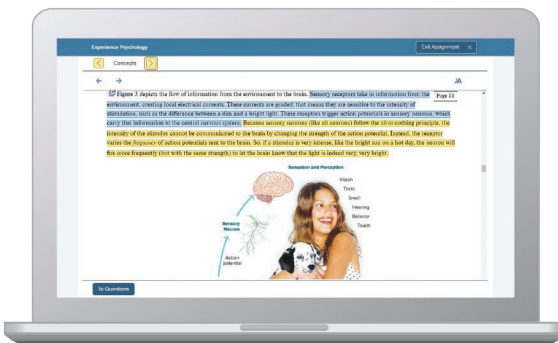 Experience Psychology
Exit Assignment X
< Concepts >
← →
Figure 3 depicts the flow of information from the environment to the brain. Sensory receptors take in information from the
Page 85
environment, creating local electrical currents. These currents are graded; that means they are sensitive to the intensity of
stimulation, such as the difference between a dim and a bright light. These receptors trigger action potentials in sensory neurons, which
carry that information to the central nervous system. Because sensory neurons (like all neurons) follow the all-or-nothing principle, the
intensity of the stimulus cannot be communicated to the brain by changing the strength of the action potential. Instead, the receptor
varies the frequency of action potentials sent to the brain. So, if a stimulus is very intense, like the bright sun on a hot day, the neuron will
fire more frequently (but with the same strength) to let the brain know that the light is indeed very, very bright.
Sensation and Perception
Vision
Taste
Smell
Hearing
Balance
Touch
Sensory
Neuron
Action
potential
To Questions